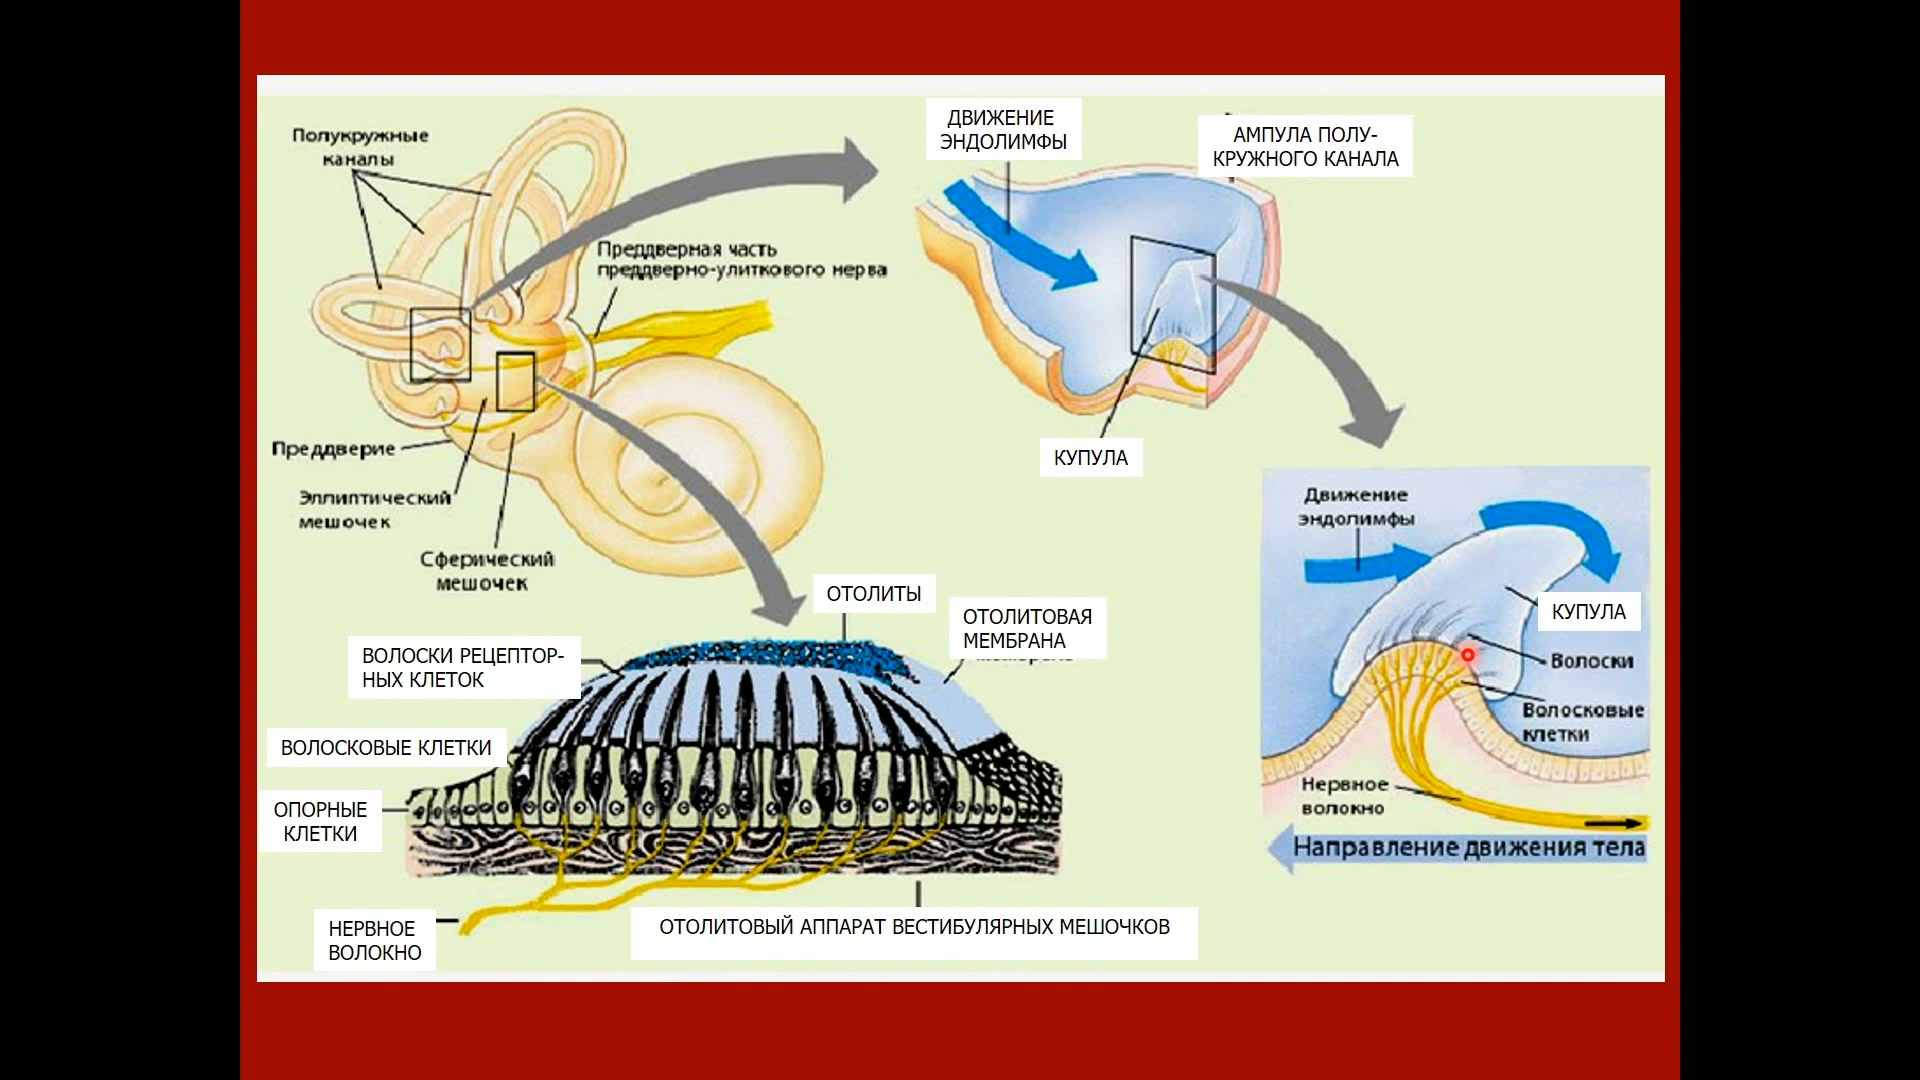 Полукружные
каналы
Преддверная часть
преддверно-улиткового нерва
Преддверие
Эллиптический
мешочек
Сферический
мешочек
ДВИЖЕНИЕ
ЭНДОЛИМФЫ
АМПУЛА ПОЛУ-
КРУЖНОГО КАНАЛА
КУПУЛА
Движение
эндолимфы
КУПУЛА
Волоски
Волосковые
клетки
Нервное
волокно
Направление движения тела
ОТОЛИТЫ
ОТОЛИТОВАЯ
МЕМБРАНА
ВОЛОСКИ РЕЦЕПТОР-
НЫХ КЛЕТОК
ВОЛОСКОВЫЕ КЛЕТКИ
ОПОРНЫЕ
КЛЕТКИ
НЕРВНОЕ
ВОЛОКНО
ОТОЛИТОВЫЙ АППАРАТ ВЕСТИБУЛЯРНЫХ МЕШОЧКОВ